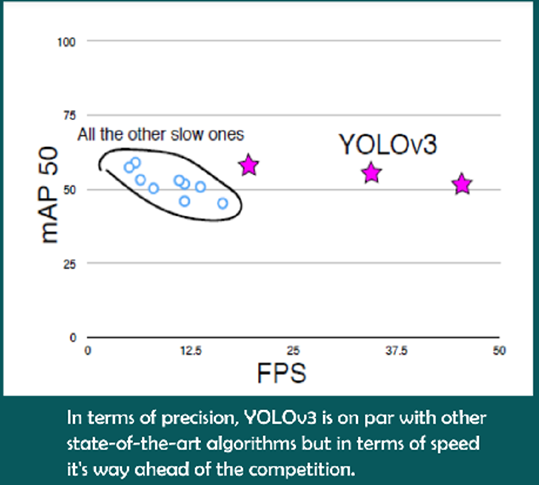 100
75
All the other slow ones
YOLOv3
mAP 50
50
25
0
0 12.5 25 37.5 50
FPS
In terms of precision, YOLOv3 is on par with other
state-of-the-art algorithms but in terms of speed
it's way ahead of the competition.